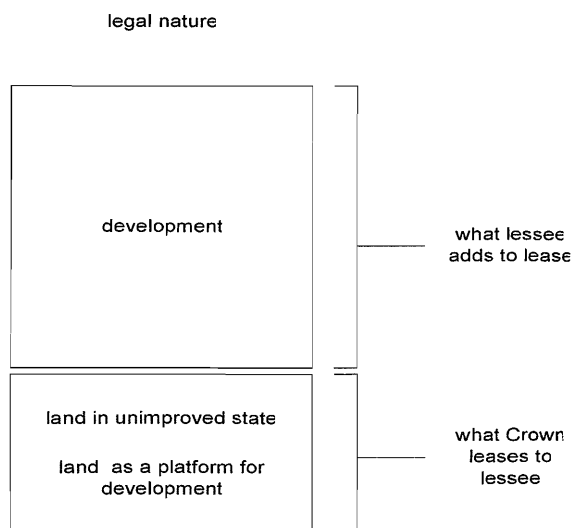 legal nature
development
what lessee
adds to lease
land in unimproved state
land as a platform for
development
what Crown
leases to
lessee